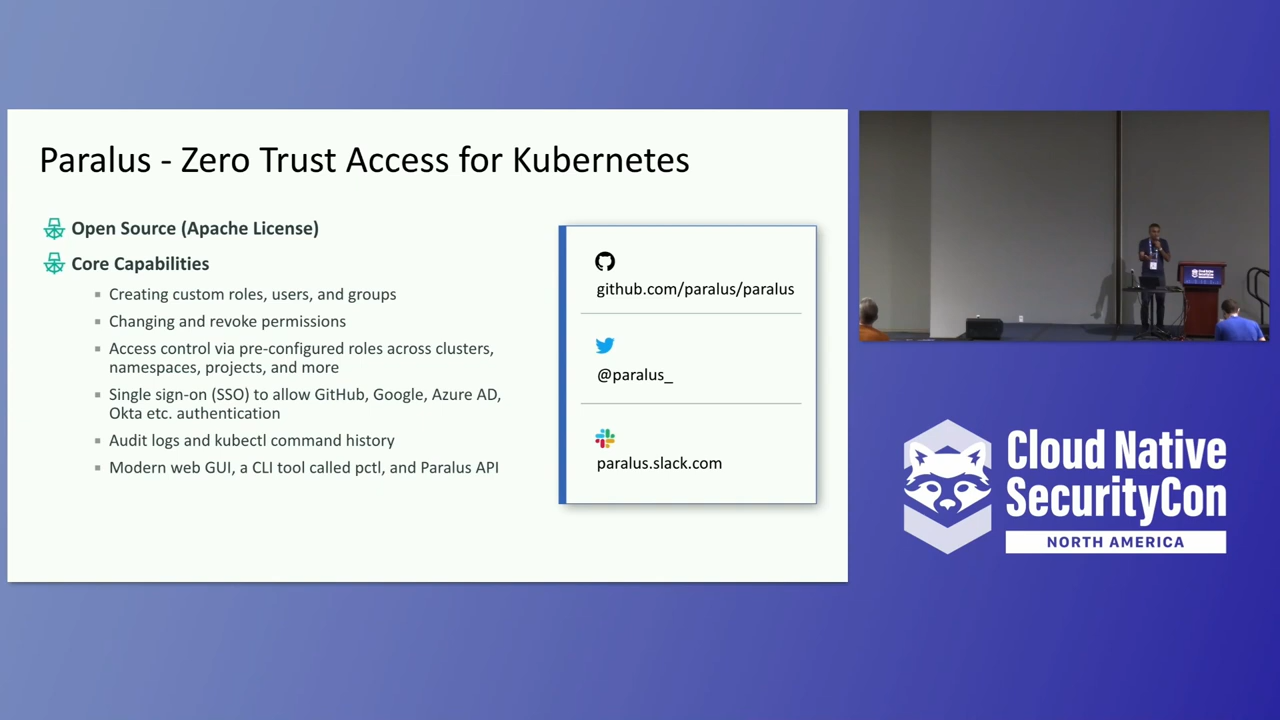 Paralus - Zero Trust Access for Kubernetes
Open Source (Apache License)
Core Capabilities
Creating custom roles, users, and groups
Changing and revoke permissions
Access control via pre-configured roles across clusters,
namespaces, projects, and more
Single sign-on (SSO) to allow GitHub, Google, Azure AD,
Okta etc. authentication
Audit logs and kubectl command history
Modern web GUI, a CLI tool called pctl, and Paralus API
github.com/paralus/paralus
@paralus_
paralus.slack.com
Cloud Native
SecurityCon
Cloud Native
SecurityCon
NORTH AMERICA